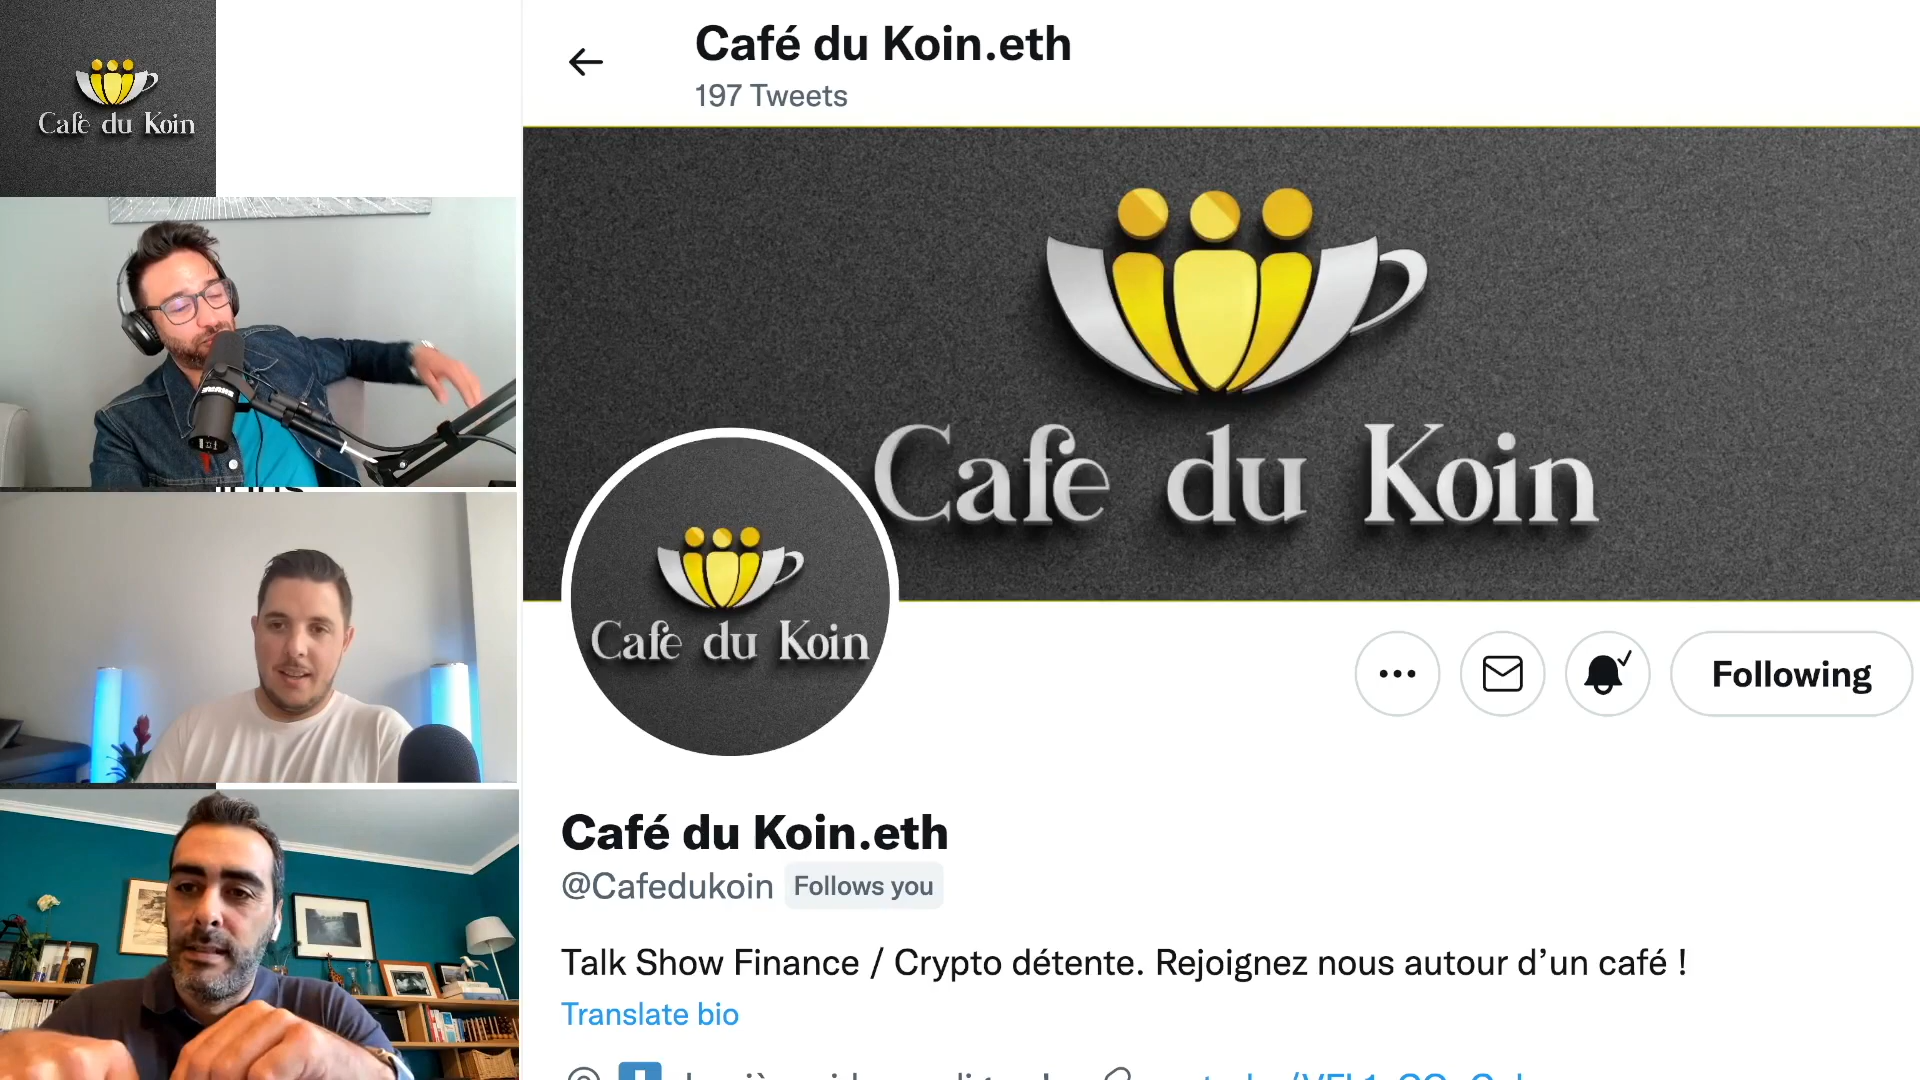 Cafe du Koin
Café du Koin.eth
197 Tweets
Cafe du Koin
Cafe du Koin
SHURE
Following
Café du Koin.eth
@Cafedukoin
Follows you
Talk Show Finance / Crypto détente. Rejoignez nous autour d’un café !
Translate bio